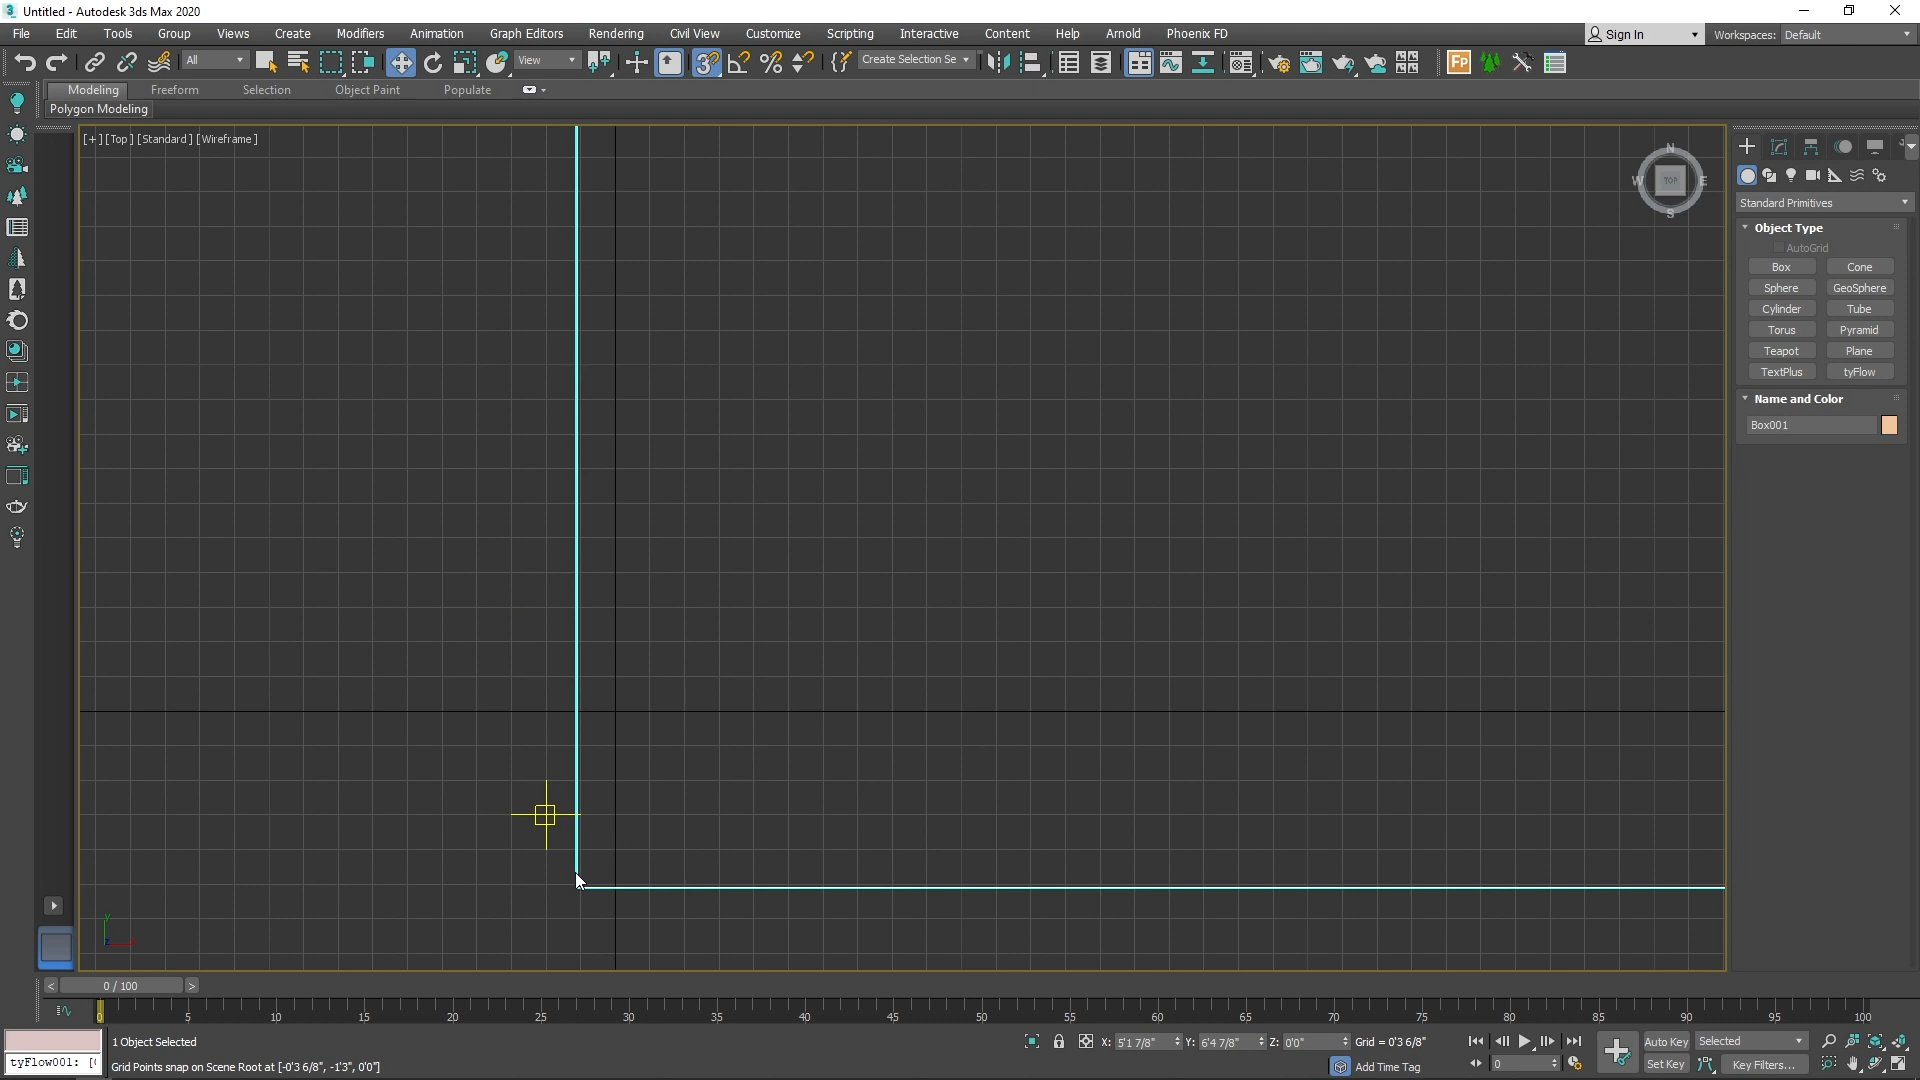 3 Untitled - Autodesk 3ds Max 2020
File Edit Tools Group Views Create Modifiers Animation Graph Editors Rendering Civil View Customize Scripting Interactive Content Help Arnold Phoenix FD Sign In Workspaces: Default
All View Create Selection Se Fp
Modeling Freeform Selection Object Paint Populate
Polygon Modeling
[+] [Top] [Standard] [Wireframe]
N
W TOP E
S
Standard Primitives
Object Type
AutoGrid
Box Cone
Sphere GeoSphere
Cylinder Tube
Torus Pyramid
Teapot Plane
TextPlus tyFlow
Name and Color
Box001
y
< 0 / 100 >
0 5 10 15 20 25 30 35 40 45 50 55 60 65 70 75 80 85 90 95 100
1 Object Selected X: 5'1 7/8" Y: 6'4 7/8" Z: 0'0" Grid = 0'3 6/8" Auto Key Selected
tyFlow001: [( Grid Points snap on Scene Root at [-0'3 6/8", -1'3", 0'0"] Add Time Tag 0 Set Key Key Filters...